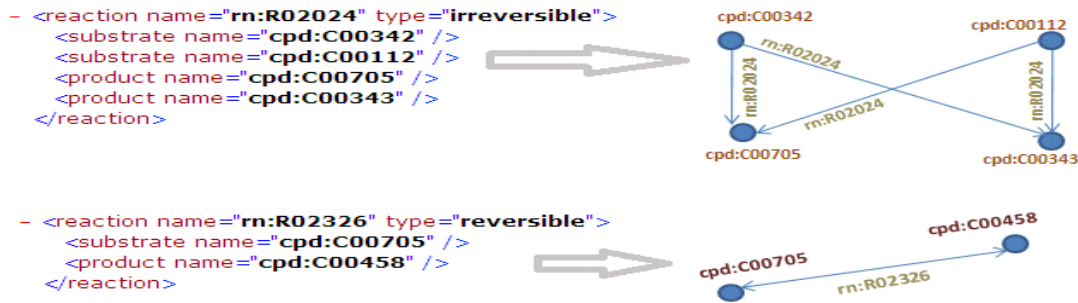 - <reaction name="rn:R02024" type="irreversible">
<substrate name="cpd:C00342" />
<substrate name="cpd:C00112" />
<product name="cpd:C00705" />
<product name="cpd:C00343" />
</reaction>
cpd:C00342
cpd:C00112
rn:R02024
rn:R02024
rn:R02024
rn:R02024
cpd:C00705
cpd:C00343
- <reaction name="rn:R02326" type="reversible">
<substrate name="cpd:C00705" />
<product name="cpd:C00458" />
</reaction>
cpd:C00458
cpd:C00705
rn:R02326